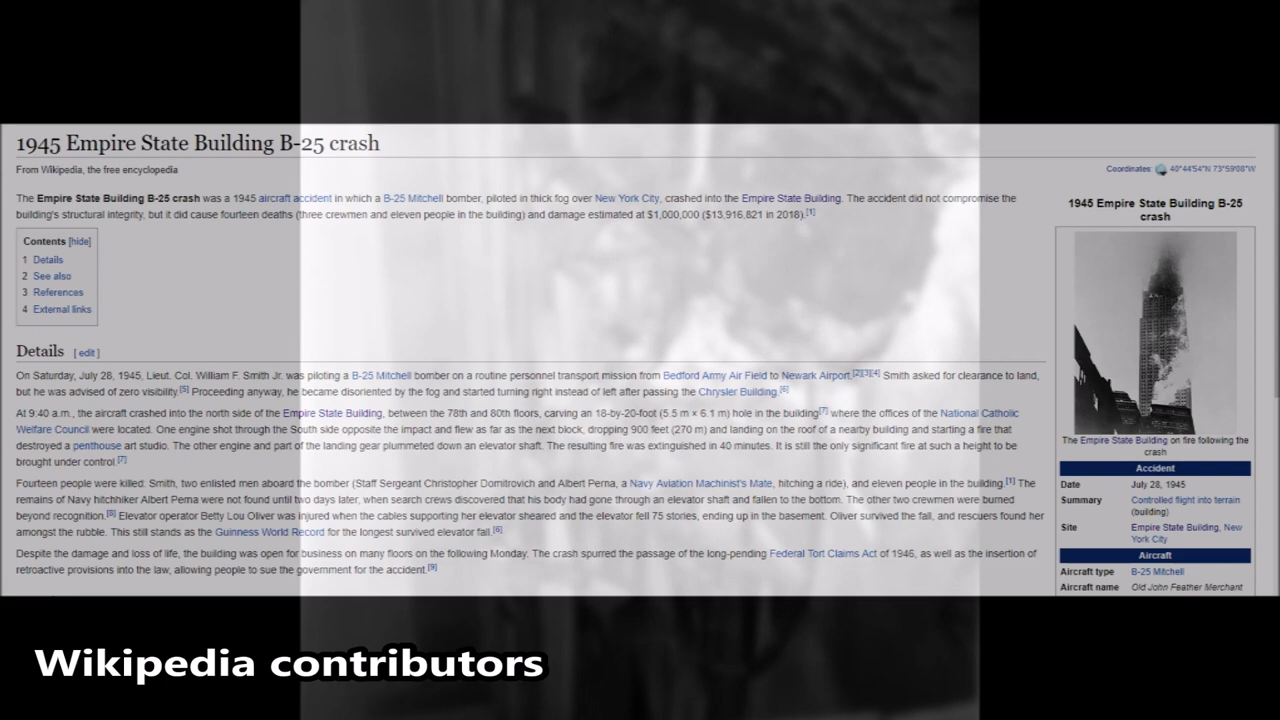 1945 Empire State Building B-25 crash
From Wikipedia, the free encyclopedia
Coordinates: 40°44′54″N 73°59′08″W
The Empire State Building B-25 crash was a 1945 aircraft accident in which a B-25 Mitchell bomber, piloted in thick fog over New York City, crashed into the Empire State Building. The accident did not compromise the
building's structural integrity, but it did cause fourteen deaths (three crewmen and eleven people in the building) and damage estimated at $1,000,000 ($13,916,821 in 2018).[1]
Contents [hide]
1 Details
2 See also
3 References
4 External links
Details [ edit ]
On Saturday, July 28, 1945, Lieut. Col. William F. Smith Jr. was piloting a B-25 Mitchell bomber on a routine personnel transport mission from Bedford Army Air Field to Newark Airport.[2][3][4] Smith asked for clearance to land,
but he was advised of zero visibility.[5] Proceeding anyway, he became disoriented by the fog and started turning right instead of left after passing the Chrysler Building.[6]
At 9:40 a.m., the aircraft crashed into the north side of the Empire State Building, between the 78th and 80th floors, carving an 18-by-20-foot (5.5 m × 6.1 m) hole in the building[7] where the offices of the National Catholic
Welfare Council were located. One engine shot through the South side opposite the impact and flew as far as the next block, dropping 900 feet (270 m) and landing on the roof of a nearby building and starting a fire that
destroyed a penthouse art studio. The other engine and part of the landing gear plummeted down an elevator shaft. The resulting fire was extinguished in 40 minutes. It is still the only significant fire at such a height to be
brought under control.[7]
Fourteen people were killed: Smith, two enlisted men aboard the bomber (Staff Sergeant Christopher Domitrovich and Albert Perna, a Navy Aviation Machinist's Mate, hitching a ride), and eleven people in the building.[1] The
remains of Navy hitchhiker Albert Perna were not found until two days later, when search crews discovered that his body had gone through an elevator shaft and fallen to the bottom. The other two crewmen were burned
beyond recognition.[8] Elevator operator Betty Lou Oliver was injured when the cables supporting her elevator sheared and the elevator fell 75 stories, ending up in the basement. Oliver survived the fall, and rescuers found her
amongst the rubble. This still stands as the Guinness World Record for the longest survived elevator fall.[6]
Despite the damage and loss of life, the building was open for business on many floors on the following Monday. The crash spurred the passage of the long-pending Federal Tort Claims Act of 1946, as well as the insertion of
retroactive provisions into the law, allowing people to sue the government for the accident.[9]
1945 Empire State Building B-25
crash
The Empire State Building on fire following the
crash
Accident
Date July 28, 1945
Summary Controlled flight into terrain
(building)
Site Empire State Building, New
York City
Aircraft
Aircraft type B-25 Mitchell
Aircraft name Old John Feather Merchant
Wikipedia contributors